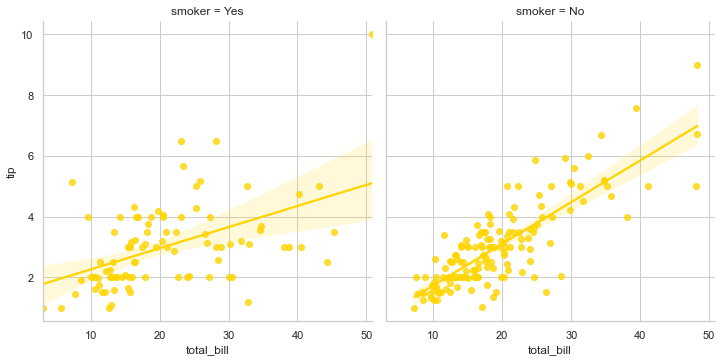 smoker = Yes
smoker = No
10
8
6
4
2
tip
10 20 30 40 50
10 20 30 40 50
total_bill
total_bill